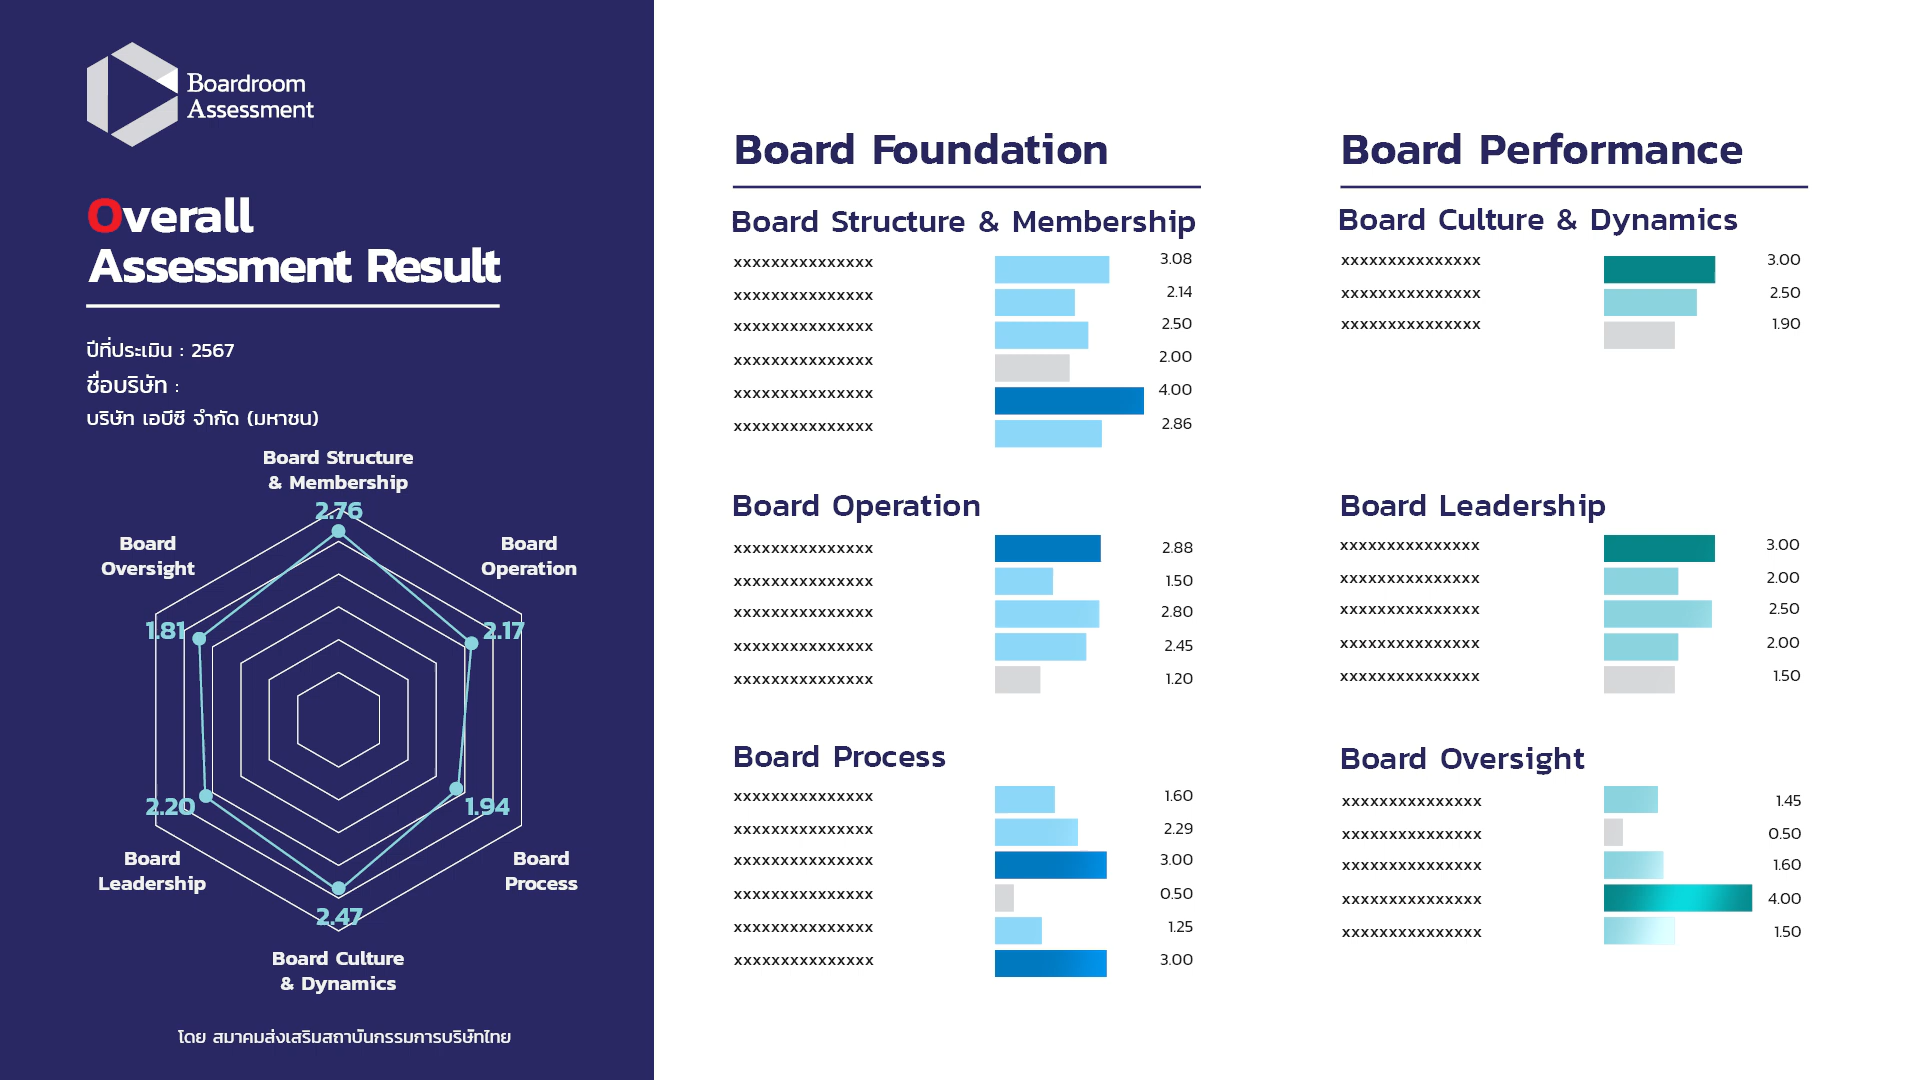 Boardroom
Assessment
Overall
Assessment Result
ปีที่ประเมิน : 2567
ชื่อบริษัท :
บริษัท เอบีซี จำกัด (มหาชน)
Board Structure
& Membership
2.76
Board
Oversight
1.81
Board
Operation
2.17
2.20
Board
Leadership
1.94
Board
Process
2.47
Board Culture
& Dynamics
โดย สมาคมส่งเสริมสถาบันกรรมการบริษัทไทย
Board Foundation
Board Structure & Membership
xxxxxxxxxxxxxxx 3.08
xxxxxxxxxxxxxxx 2.14
xxxxxxxxxxxxxxx 2.50
xxxxxxxxxxxxxxx 2.00
xxxxxxxxxxxxxxx 4.00
xxxxxxxxxxxxxxx 2.86
Board Operation
xxxxxxxxxxxxxxx 2.88
xxxxxxxxxxxxxxx 1.50
xxxxxxxxxxxxxxx 2.80
xxxxxxxxxxxxxxx 2.45
xxxxxxxxxxxxxxx 1.20
Board Process
xxxxxxxxxxxxxxx 1.60
xxxxxxxxxxxxxxx 2.29
xxxxxxxxxxxxxxx 3.00
xxxxxxxxxxxxxxx 0.50
xxxxxxxxxxxxxxx 1.25
xxxxxxxxxxxxxxx 3.00
Board Performance
Board Culture & Dynamics
xxxxxxxxxxxxxxx 3.00
xxxxxxxxxxxxxxx 2.50
xxxxxxxxxxxxxxx 1.90
Board Leadership
xxxxxxxxxxxxxxx 3.00
xxxxxxxxxxxxxxx 2.00
xxxxxxxxxxxxxxx 2.50
xxxxxxxxxxxxxxx 2.00
xxxxxxxxxxxxxxx 1.50
Board Oversight
xxxxxxxxxxxxxxx 1.45
xxxxxxxxxxxxxxx 0.50
xxxxxxxxxxxxxxx 1.60
xxxxxxxxxxxxxxx 4.00
xxxxxxxxxxxxxxx 1.50